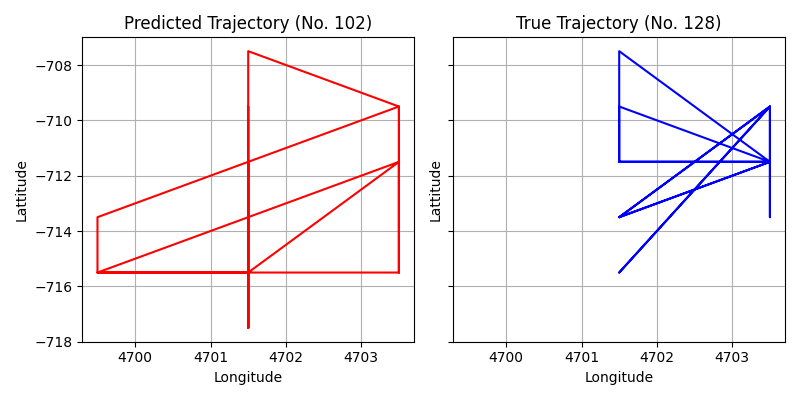 Predicted Trajectory (No. 102)
True Trajectory (No. 128)
−708
−710
−712
−714
−716
−718
Lattitude
Lattitude
4700
4701
4702
4703
4700
4701
4702
4703
Longitude
Longitude